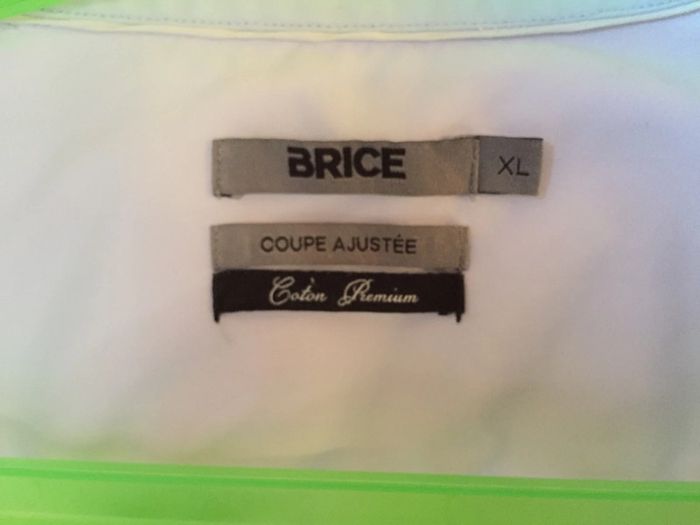 BRICE XL
COUPE AJUSTÉE
Coton Premium